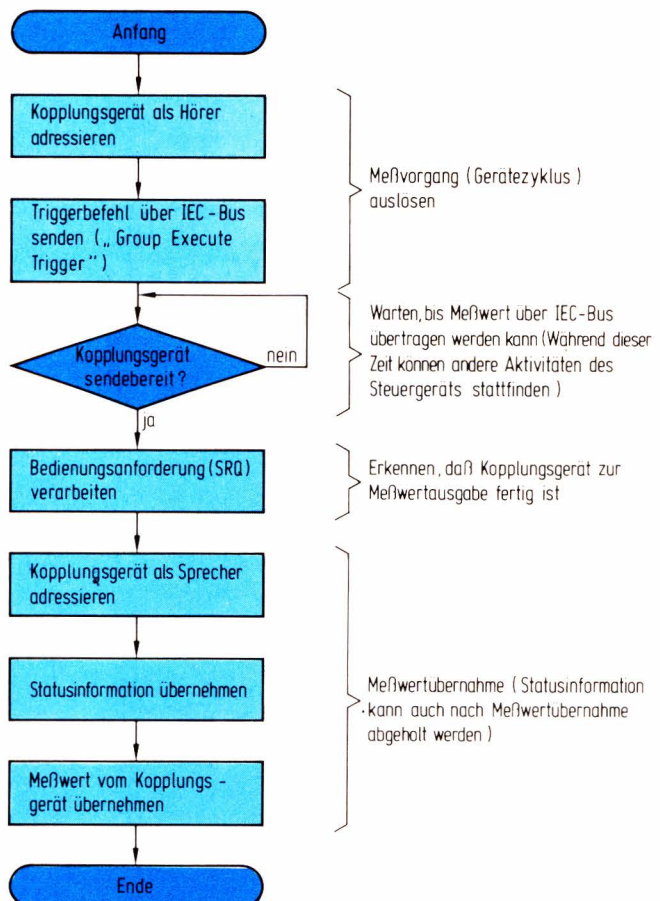 Anfang
Kopplungsgerät als Hörer
adressieren
Triggerbefehl über IEC-Bus
senden („Group Execute
Trigger")
Meßvorgang (Gerätezyklus)
auslösen
Kopplungsgerät
sendebereit?
nein
ja
Warten, bis Meßwert über IEC-Bus
übertragen werden kann (Während dieser
Zeit können andere Aktivitäten des
Steuergeräts stattfinden)
Bedienungsanforderung (SRQ)
verarbeiten
Erkennen, daß Kopplungsgerät zur
Meßwertausgabe fertig ist
Kopplungsgerät als Sprecher
adressieren
Statusinformation übernehmen
Meßwert vom Kopplungs-
gerät übernehmen
Meßwertubernahme (Statusinformation
kann auch nach Meßwertübernahme
abgeholt werden)
Ende